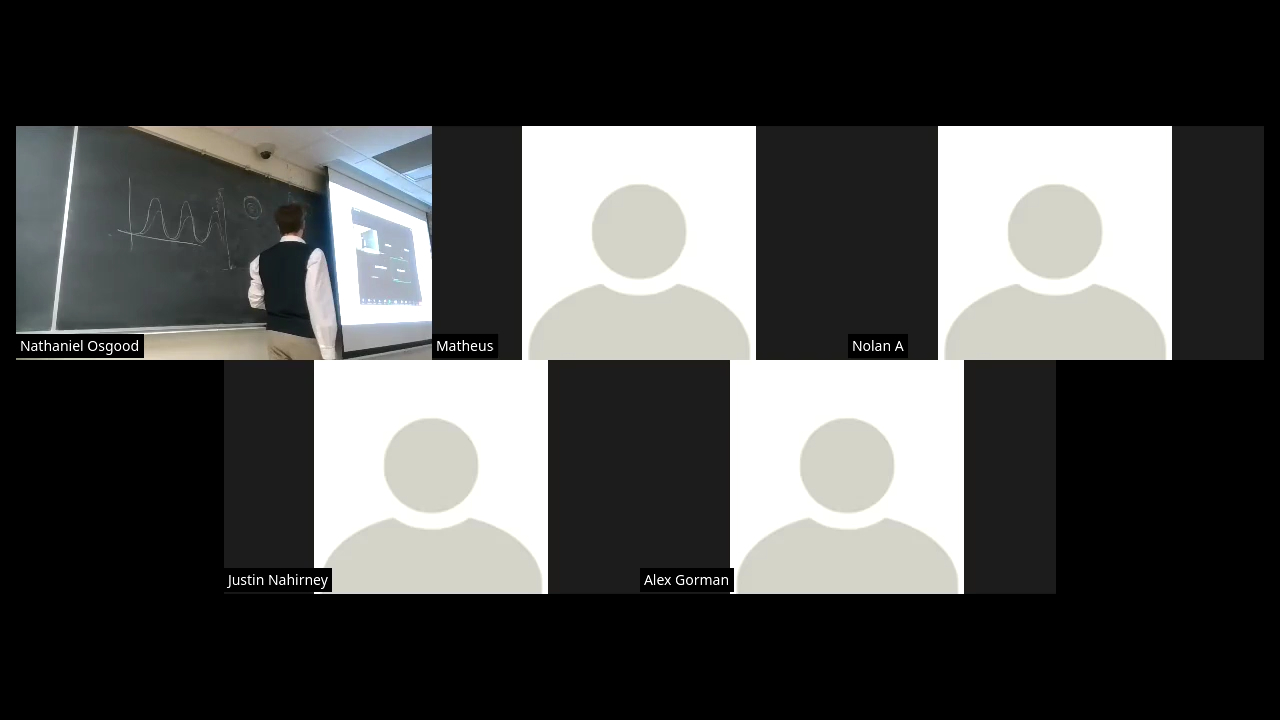 Nathaniel Osgood
Matheus
Nolan A
Justin Nahirney
Alex Gorman